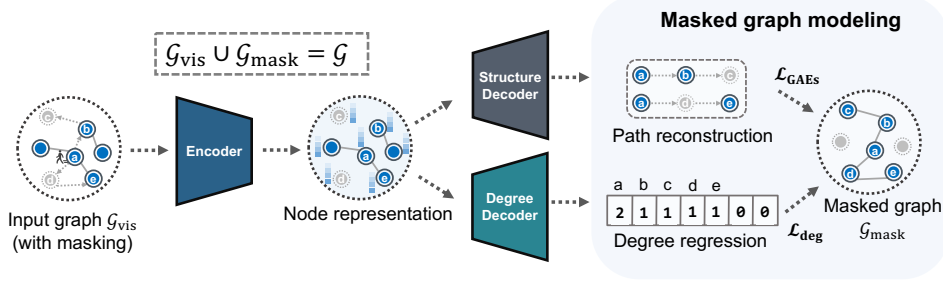 Masked graph modeling
𝒢vis ∪ 𝒢mask = 𝒢
c
b
a
d
e
Input graph 𝒢vis
(with masking)
Encoder
c
b
a
d
e
Node representation
Structure
Decoder
Degree
Decoder
a b c
a d e
Path reconstruction
ℒGAEs
a b c d e
2 1 1 1 1 0 0
Degree regression
ℒdeg
c
b
a
d
e
Masked graph
𝒢mask